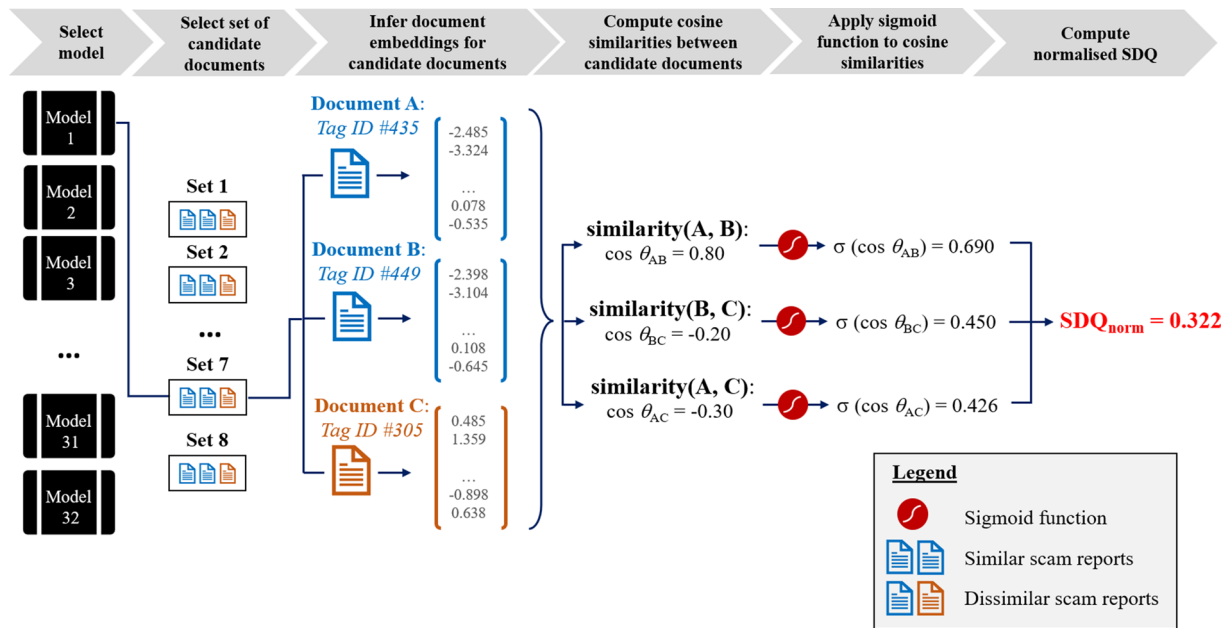 Select
model
Select set of
candidate
documents
Infer document
embeddings for
candidate documents
Compute cosine
similarities between
candidate documents
Apply sigmoid
function to cosine
similarities
Compute
normalised SDQ
Model
1
Model
2
Model
3
...
Model
31
Model
32
Set 1
Set 2
...
Set 7
Set 8
Document A:
Tag ID #435
-2.485
-3.324
...
0.078
-0.535
Document B:
Tag ID #449
-2.398
-3.104
...
0.108
-0.645
Document C:
Tag ID #305
0.485
1.359
...
-0.898
0.638
similarity(A, B):
cos θAB = 0.80
σ (cos θAB) = 0.690
similarity(B, C):
cos θBC = -0.20
σ (cos θBC) = 0.450
similarity(A, C):
cos θAC = -0.30
σ (cos θAC) = 0.426
SDQnorm = 0.322
Legend
Sigmoid function
Similar scam reports
Dissimilar scam reports